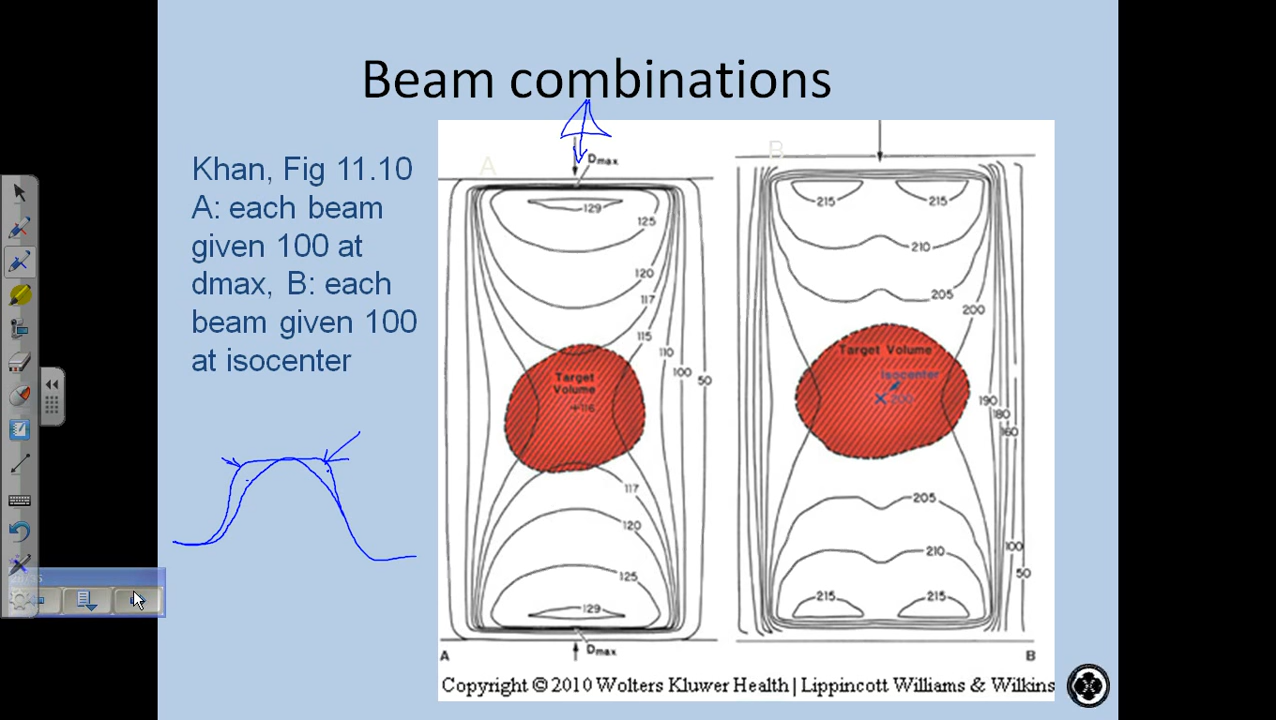 Beam combinations
Khan, Fig 11.10
A: each beam
given 100 at
dmax, B: each
beam given 100
at isocenter
A
Dmax
129
125
120
117
115
110
100
50
Target
Volume
+116
117
120
125
129
Dmax
A
B
215
215
210
205
200
Target Volume
Isocenter
X 200
190
180
160
205
210
100
50
215
215
B
Copyright © 2010 Wolters Kluwer Health | Lippincott Williams & Wilkins